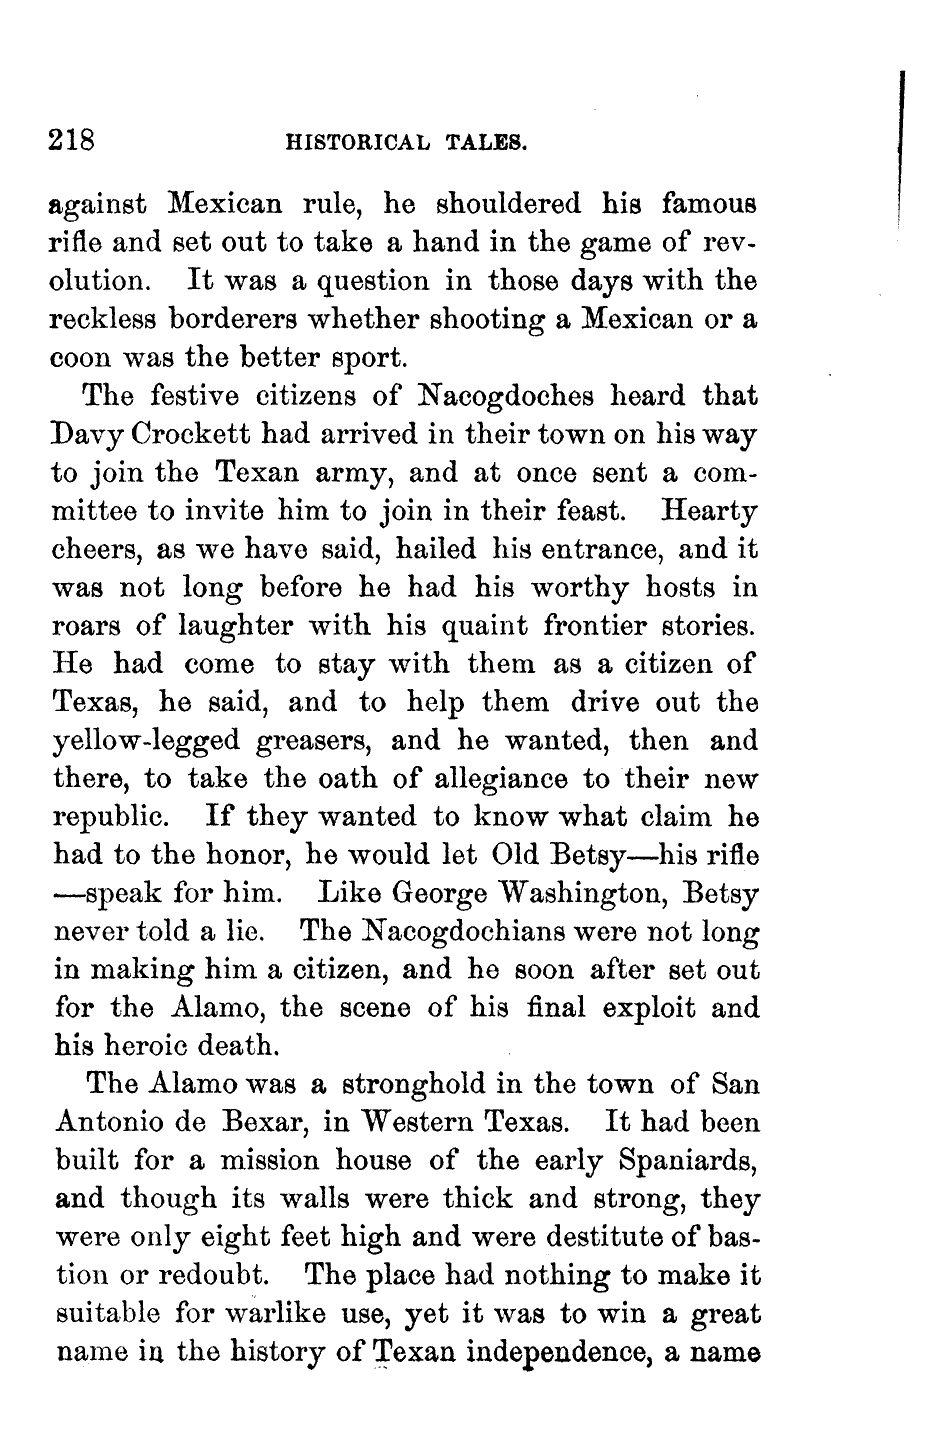 218 HISTORICAL TALES.
against Mexican rule, he shouldered his famous
rifle and set out to take a hand in the game of rev-
olution. It was a question in those days with the
reckless borderers whether shooting a Mexican or a
coon was the better sport.
The festive citizens of Nacogdoches heard that
Davy Crockett had arrived in their town on his way
to join the Texan army, and at once sent a com-
mittee to invite him to join in their feast. Hearty
cheers, as we have said, hailed his entrance, and it
was not long before he had his worthy hosts in
roars of laughter with his quaint frontier stories.
He had come to stay with them as a citizen of
Texas, he said, and to help them drive out the
yellow-legged greasers, and he wanted, then and
there, to take the oath of allegiance to their new
republic. If they wanted to know what claim he
had to the honor, he would let Old Betsy—his rifle
—speak for him. Like George Washington, Betsy
never told a lie. The Nacogdochians were not long
in making him a citizen, and he soon after set out
for the Alamo, the scene of his final exploit and
his heroic death.
The Alamo was a stronghold in the town of San
Antonio de Bexar, in Western Texas. It had been
built for a mission house of the early Spaniards,
and though its walls were thick and strong, they
were only eight feet high and were destitute of bas-
tion or redoubt. The place had nothing to make it
suitable for warlike use, yet it was to win a great
name in the history of Texan independence, a name